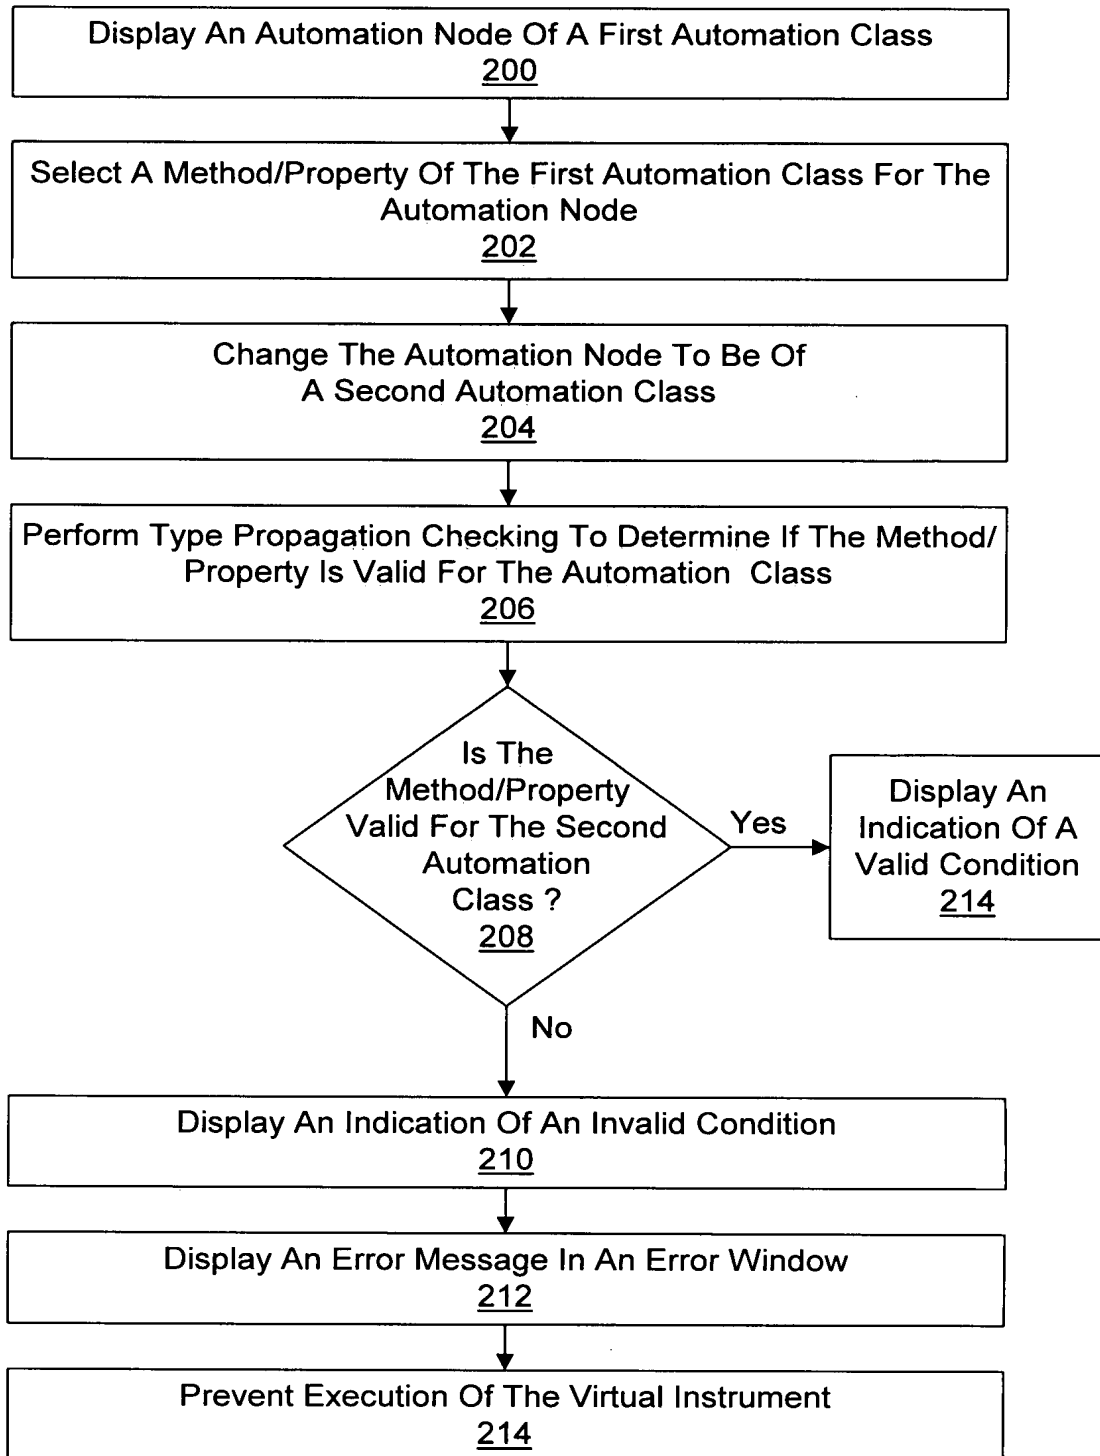 Display An Automation Node Of A First Automation Class
200
Select A Method/Property Of The First Automation Class For The
Automation Node
202
Change The Automation Node To Be Of
A Second Automation Class
204
Perform Type Propagation Checking To Determine If The Method/
Property Is Valid For The Automation Class
206
Is The
Method/Property
Valid For The Second
Automation
Class ?
208
Yes
Display An
Indication Of A
Valid Condition
214
No
Display An Indication Of An Invalid Condition
210
Display An Error Message In An Error Window
212
Prevent Execution Of The Virtual Instrument
214